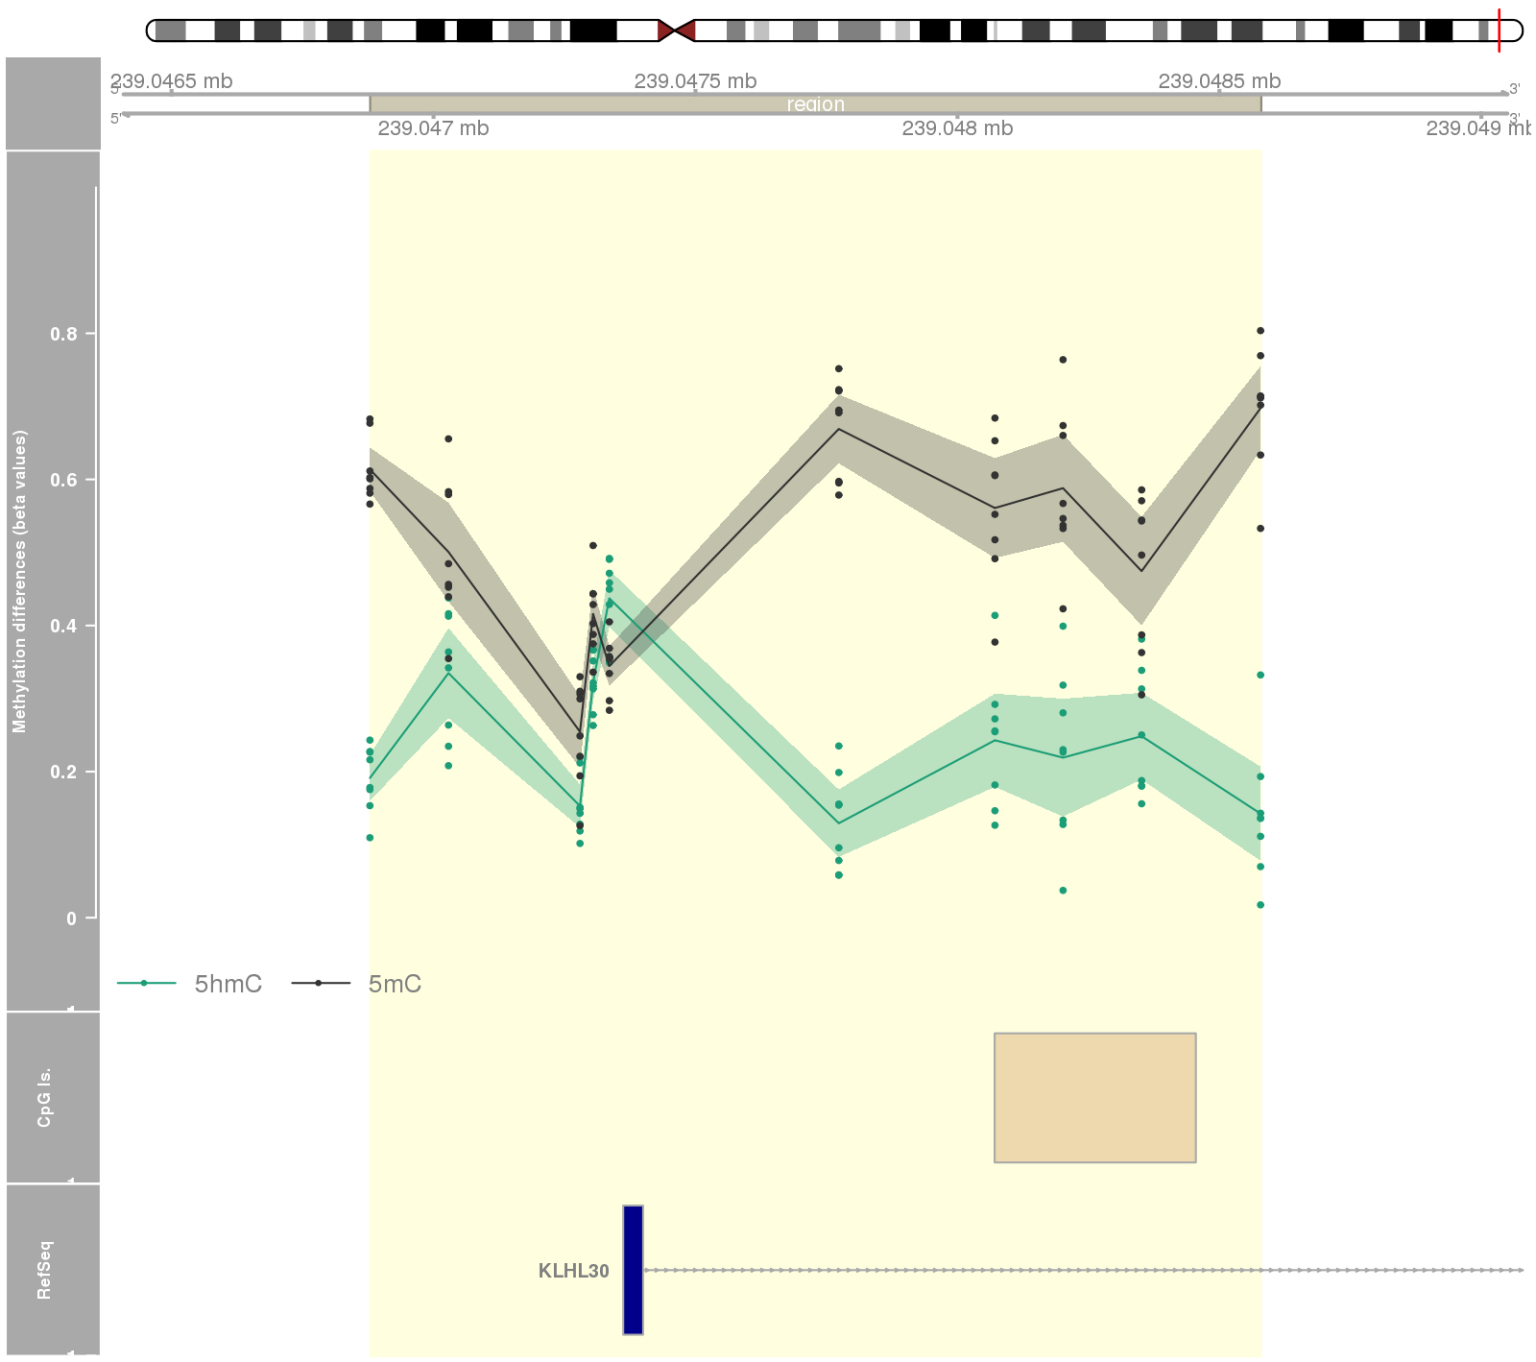 239.0465 mb
239.0475 mb
239.0485 mb
5'
3'
region
5'
3'
239.047 mb
239.048 mb
239.049 mb
Methylation differences (beta values)
0.8
0.6
0.4
0.2
0
5hmC
5mC
CpG Is.
RefSeq
KLHL30